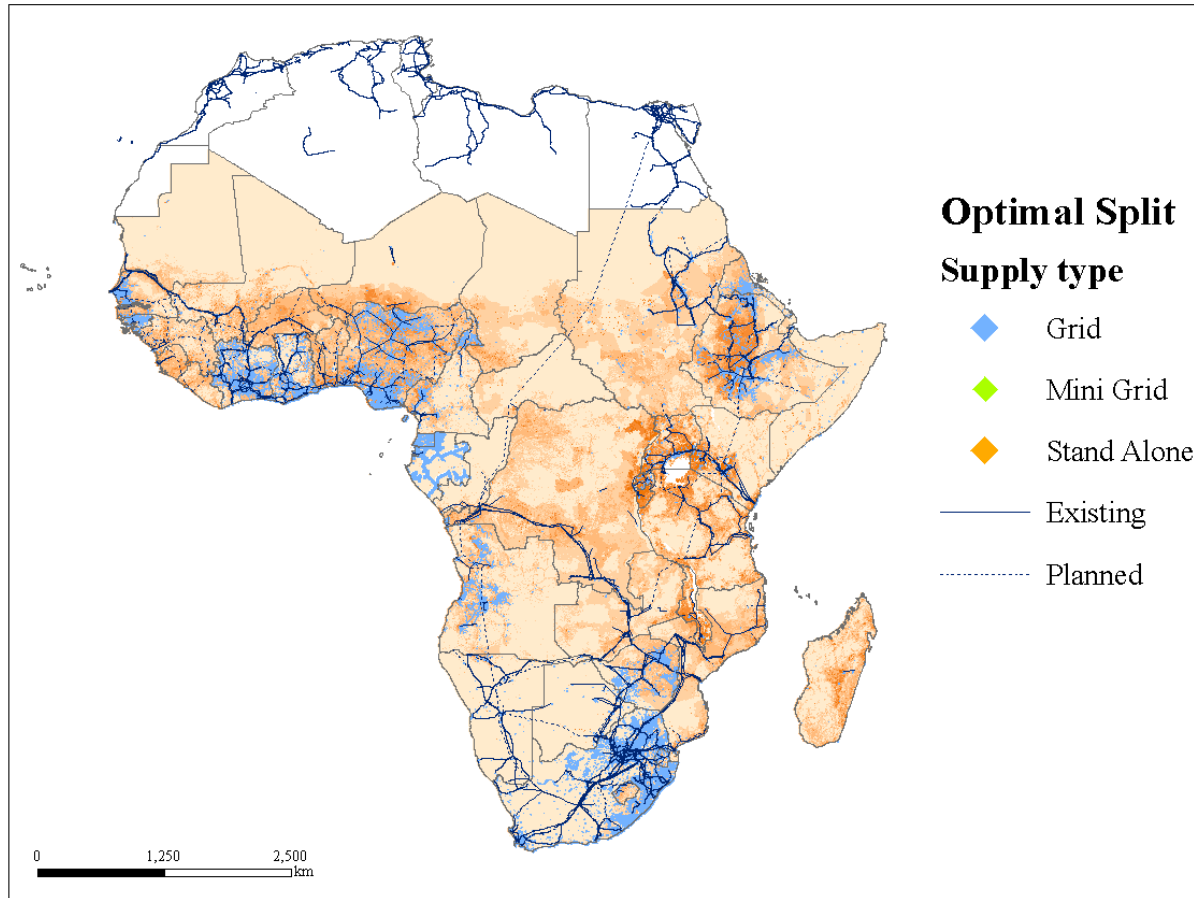 Optimal Split
Supply type
Grid
Mini Grid
Stand Alone
Existing
Planned
0 1,250 2,500
km